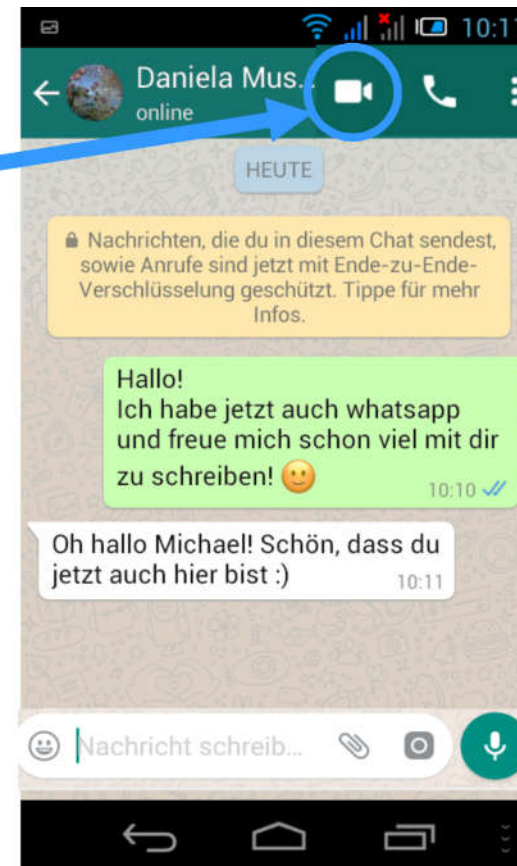 10:11
Daniela Mus...
online
HEUTE
Nachrichten, die du in diesem Chat sendest,
sowie Anrufe sind jetzt mit Ende-zu-Ende-
Verschlüsselung geschützt. Tippe für mehr
Infos.
Hallo!
Ich habe jetzt auch whatsapp
und freue mich schon viel mit dir
zu schreiben! 🙂
10:10
Oh hallo Michael! Schön, dass du
jetzt auch hier bist :)
10:11
Nachricht schreib...